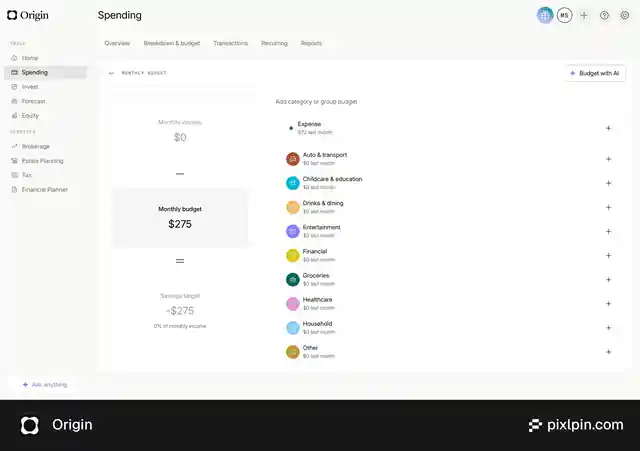 Origin
Spending
MS
TOOLS
Home
Spending
Invest
Forecast
Equity
SERVICES
Brokerage
Estate Planning
Tax
Financial Planner
Ask anything
Overview
Breakdown & budget
Transactions
Recurring
Reports
← MONTHLY BUDGET
Budget with AI
Monthly income
$0
—
Monthly budget
$275
=
Savings target
-$275
0% of monthly income
Add category or group budget
Expense
$72 last month
Auto & transport
$0 last month
Childcare & education
$0 last month
Drinks & dining
$0 last month
Entertainment
$0 last month
Financial
$0 last month
Groceries
$0 last month
Healthcare
$0 last month
Household
$0 last month
Other
$0 last month
Origin
pixlpin.com